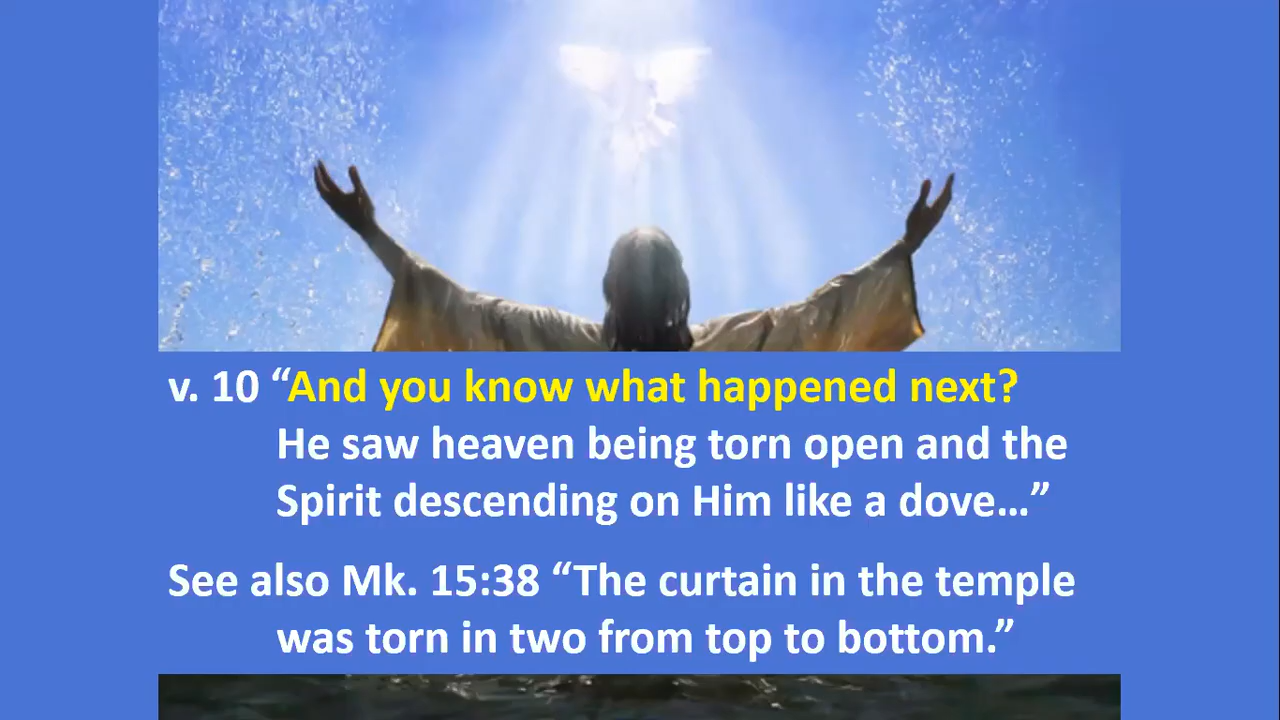 v. 10 “And you know what happened next?
He saw heaven being torn open and the
Spirit descending on Him like a dove…”
See also Mk. 15:38 “The curtain in the temple
was torn in two from top to bottom.”